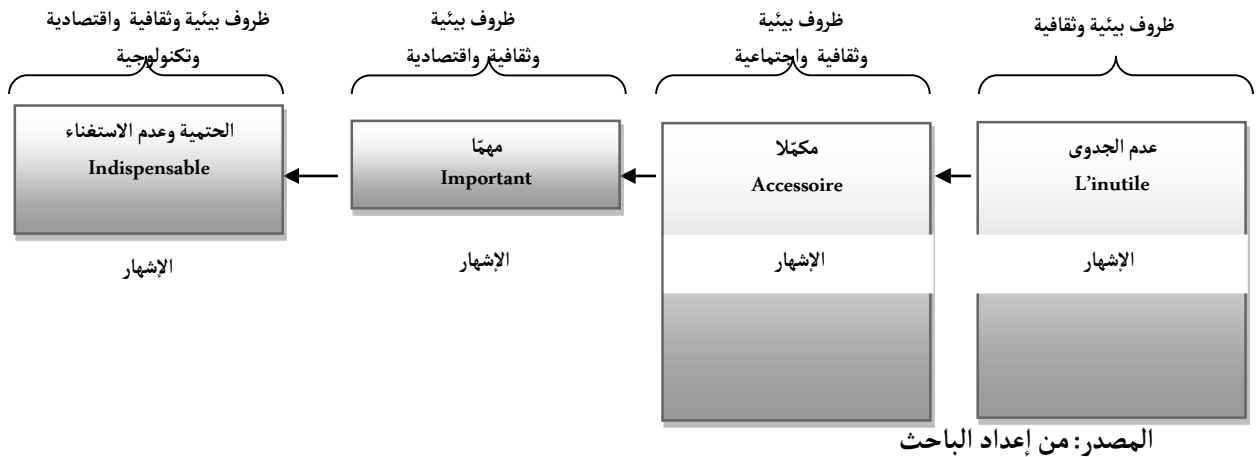 ظروف بيئية وثقافية
ظروف بيئية
وثقافية واجتماعية
ظروف بيئية
وثقافية واقتصادية
ظروف بيئية وثقافية واقتصادية
وتكنولوجية
عدم الجدوى
L'inutile
مكمّلا
Accessoire
مهمّا
Important
الحتمية وعدم الاستغناء
Indispensable
الإشهار
الإشهار
الإشهار
الإشهار
المصدر: من إعداد الباحث